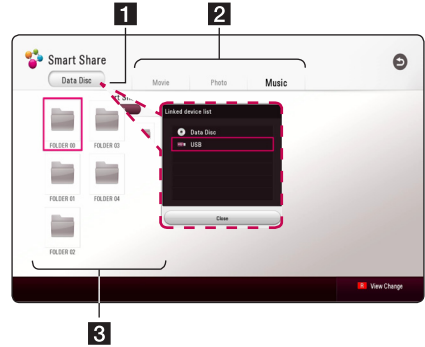 1
2
Smart Share
Data Disc
Movie
Photo
Music
Linked device list
Data Disc
USB
Close
FOLDER 00
FOLDER 03
FOLDER 01
FOLDER 04
FOLDER 02
R View Change
3